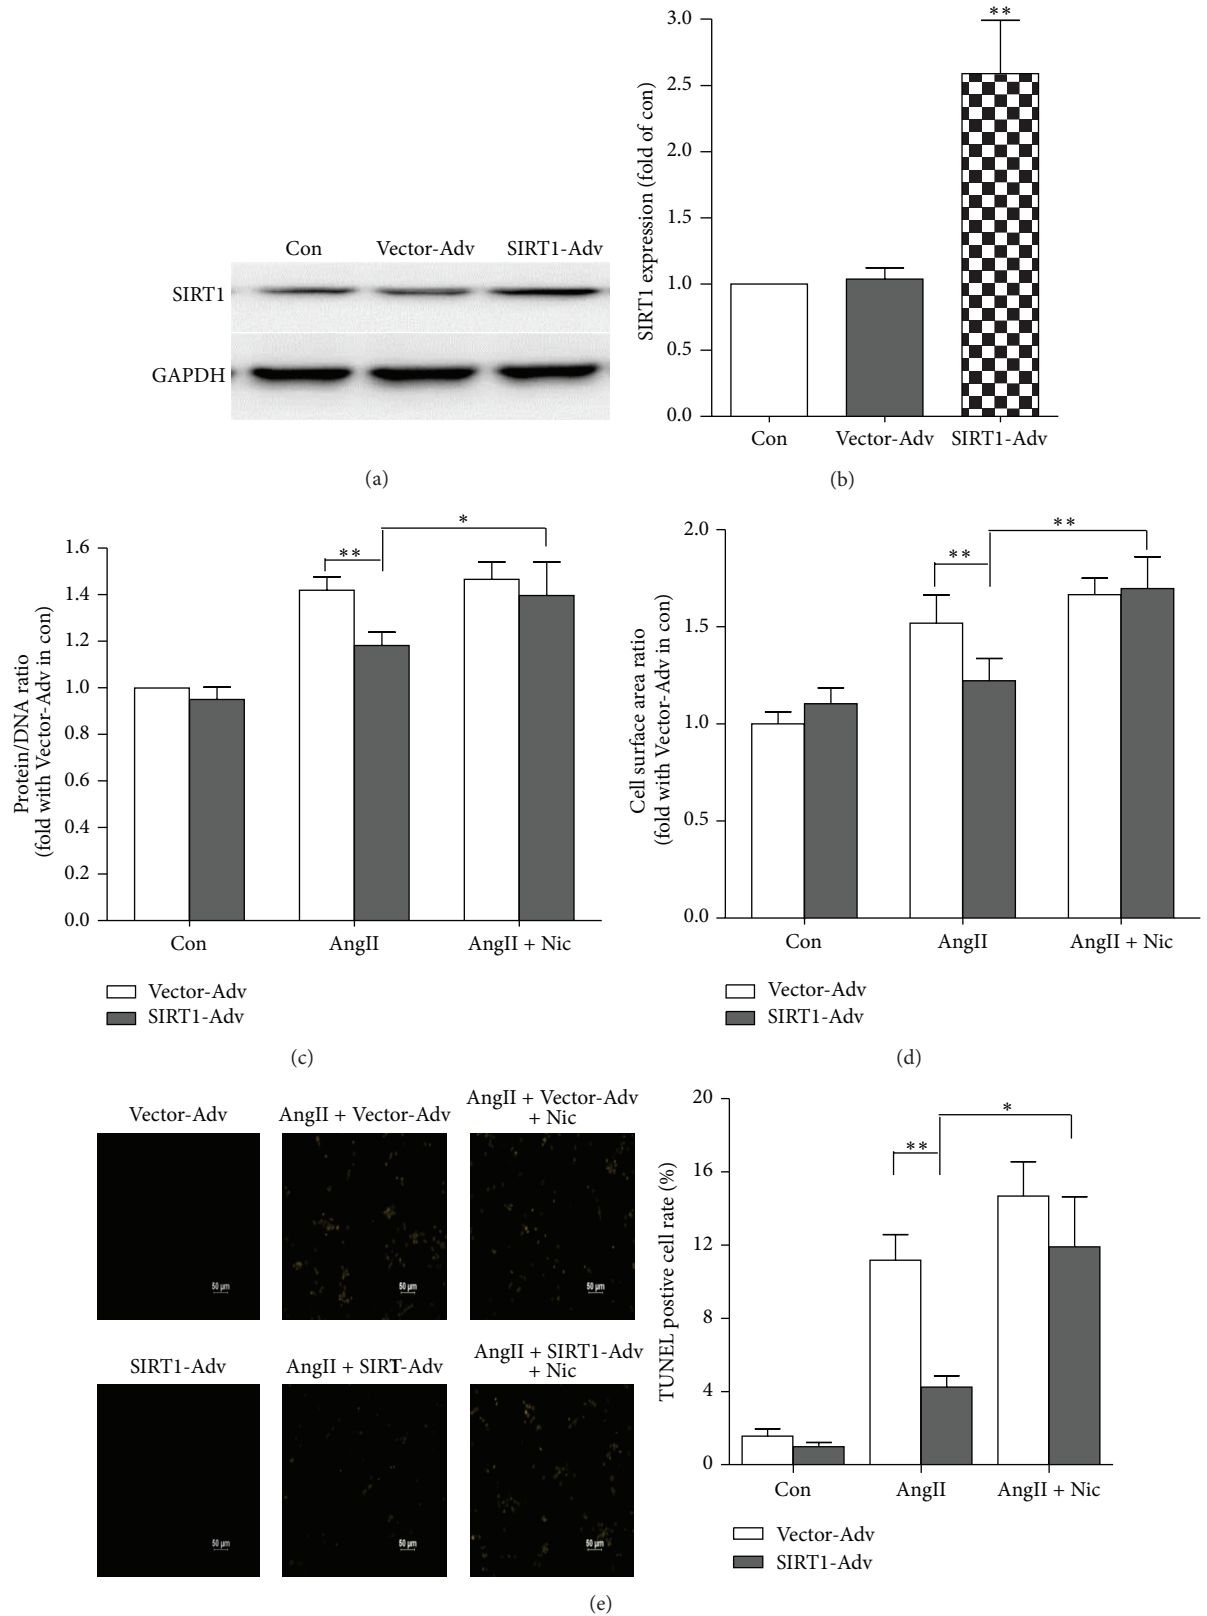 Con Vector-Adv SIRT1-Adv
SIRT1
GAPDH
(a)
SIRT1 expression (fold of con)
3.0
2.5
2.0
1.5
1.0
0.5
0.0
**
Con Vector-Adv SIRT1-Adv
(b)
Protein/DNA ratio
(fold with Vector-Adv in con)
1.6
1.4
1.2
1.0
0.8
0.6
0.4
0.2
0.0
**
*
Con AngII AngII + Nic
Vector-Adv
SIRT1-Adv
(c)
Cell surface area ratio
(fold with Vector-Adv in con)
2.0
1.5
1.0
0.5
0.0
**
**
Con AngII AngII + Nic
Vector-Adv
SIRT1-Adv
(d)
Vector-Adv
AngII + Vector-Adv
AngII + Vector-Adv
+ Nic
50 µm
50 µm
50 µm
SIRT1-Adv
AngII + SIRT-Adv
AngII + SIRT1-Adv
+ Nic
50 µm
50 µm
50 µm
TUNEL postive cell rate (%)
20
16
12
8
4
0
**
*
Con AngII AngII + Nic
Vector-Adv
SIRT1-Adv
(e)